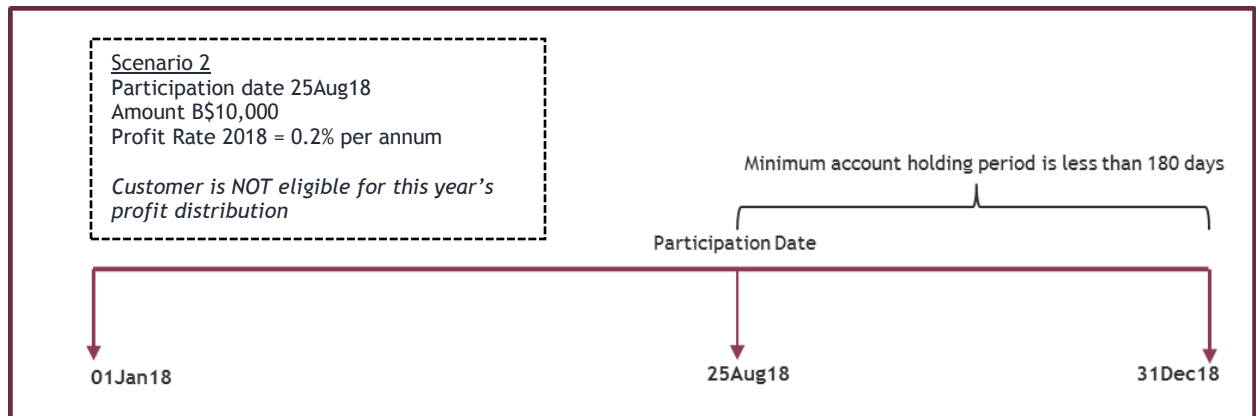 Scenario 2
Participation date 25Aug18
Amount B$10,000
Profit Rate 2018 = 0.2% per annum
Customer is NOT eligible for this year’s
profit distribution
Minimum account holding period is less than 180 days
Participation Date
01Jan18
25Aug18
31Dec18